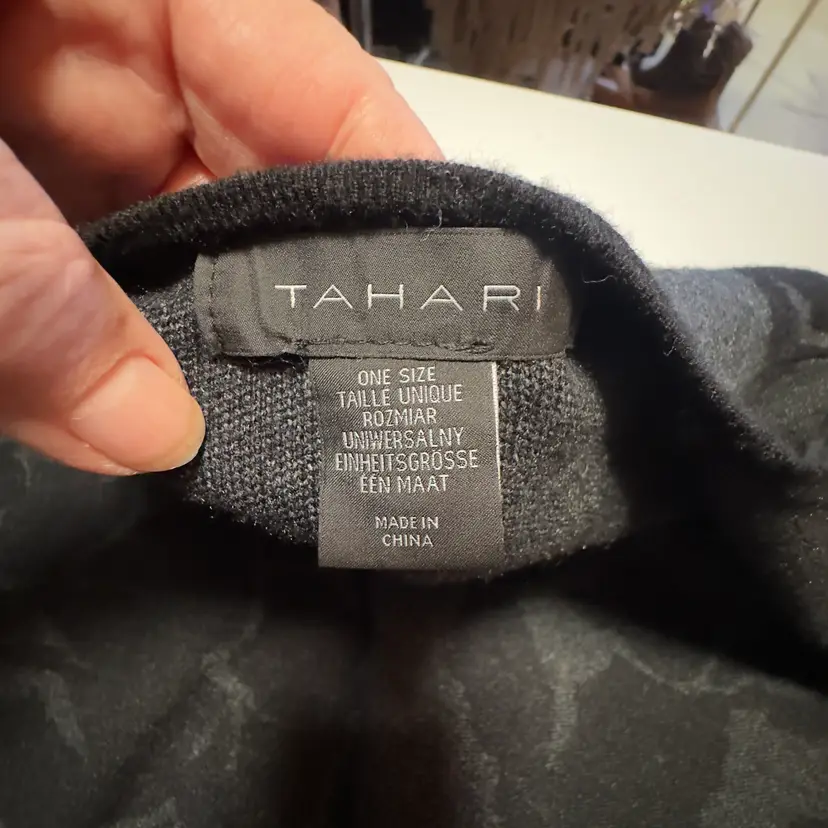 TAHARI
ONE SIZE
TAILLE UNIQUE
ROZMIAR
UNIWERSALNY
EINHEITSGRÖSSE
ÉÉN MAAT
MADE IN
CHINA